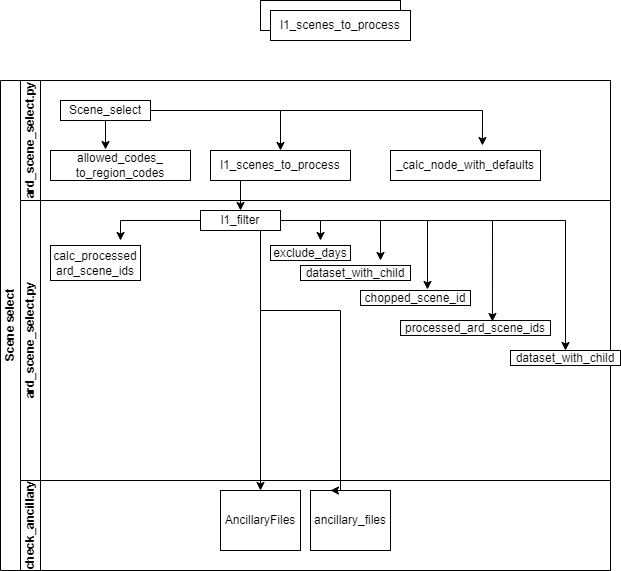 l1_scenes_to_process
Scene select
ard_scene_select.py
Scene_select
allowed_codes_
to_region_codes
l1_scenes_to_process
_calc_node_with_defaults
ard_scene_select.py
l1_filter
calc_processed
ard_scene_ids
exclude_days
dataset_with_child
chopped_scene_id
processed_ard_scene_ids
dataset_with_child
check_ancillary
AncillaryFiles
ancillary_files